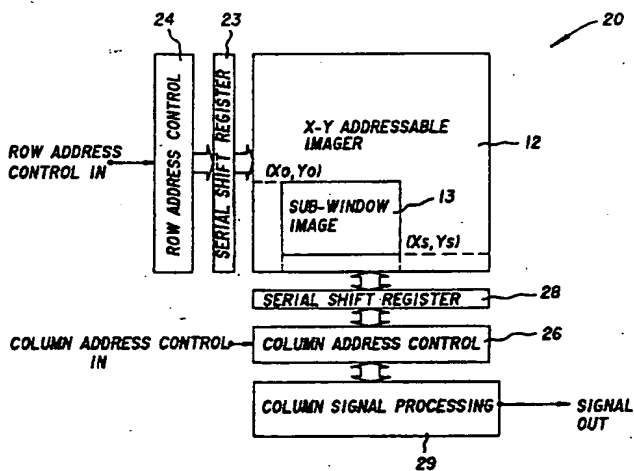 24
23
20
ROW ADDRESS CONTROL
SERIAL SHIFT REGISTER
X-Y ADDRESSABLE
IMAGER
12
ROW ADDRESS
CONTROL IN
(Xo, Yo)
13
SUB-WINDOW
IMAGE
(Xs, Ys)
SERIAL SHIFT REGISTER
28
26
COLUMN ADDRESS CONTROL
IN
COLUMN ADDRESS CONTROL
COLUMN SIGNAL PROCESSING
SIGNAL
OUT
29